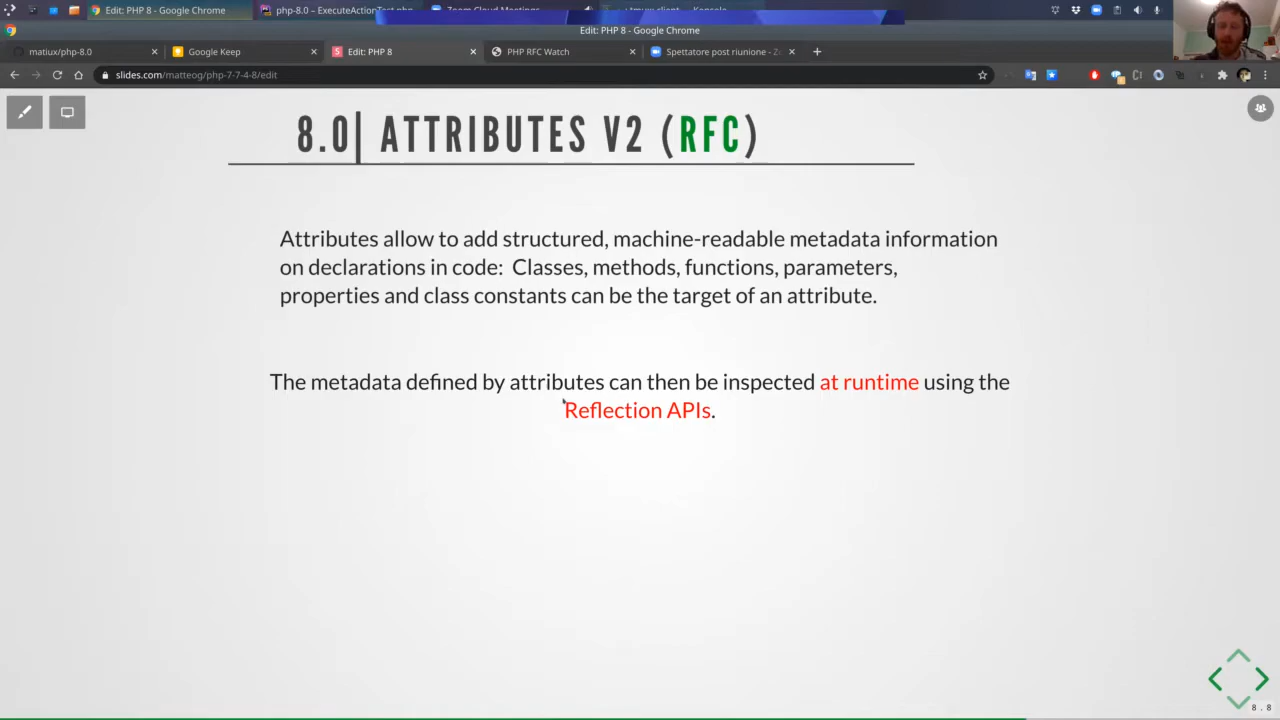 Edit: PHP 8 - Google Chrome
php-8.0 – ExecuteActionTest.php
Zoom Cloud Meetings
Edit: PHP 8 - Google Chrome
matiux/php-8.0
Google Keep
Edit: PHP 8
PHP RFC Watch
Spettatore post riunione - Z
slides.com/matteog/php-7-7-4-8/edit
8.0| ATTRIBUTES V2 (RFC)
Attributes allow to add structured, machine-readable metadata information
on declarations in code: Classes, methods, functions, parameters,
properties and class constants can be the target of an attribute.
The metadata defined by attributes can then be inspected at runtime using the
Reflection APIs.
8.8